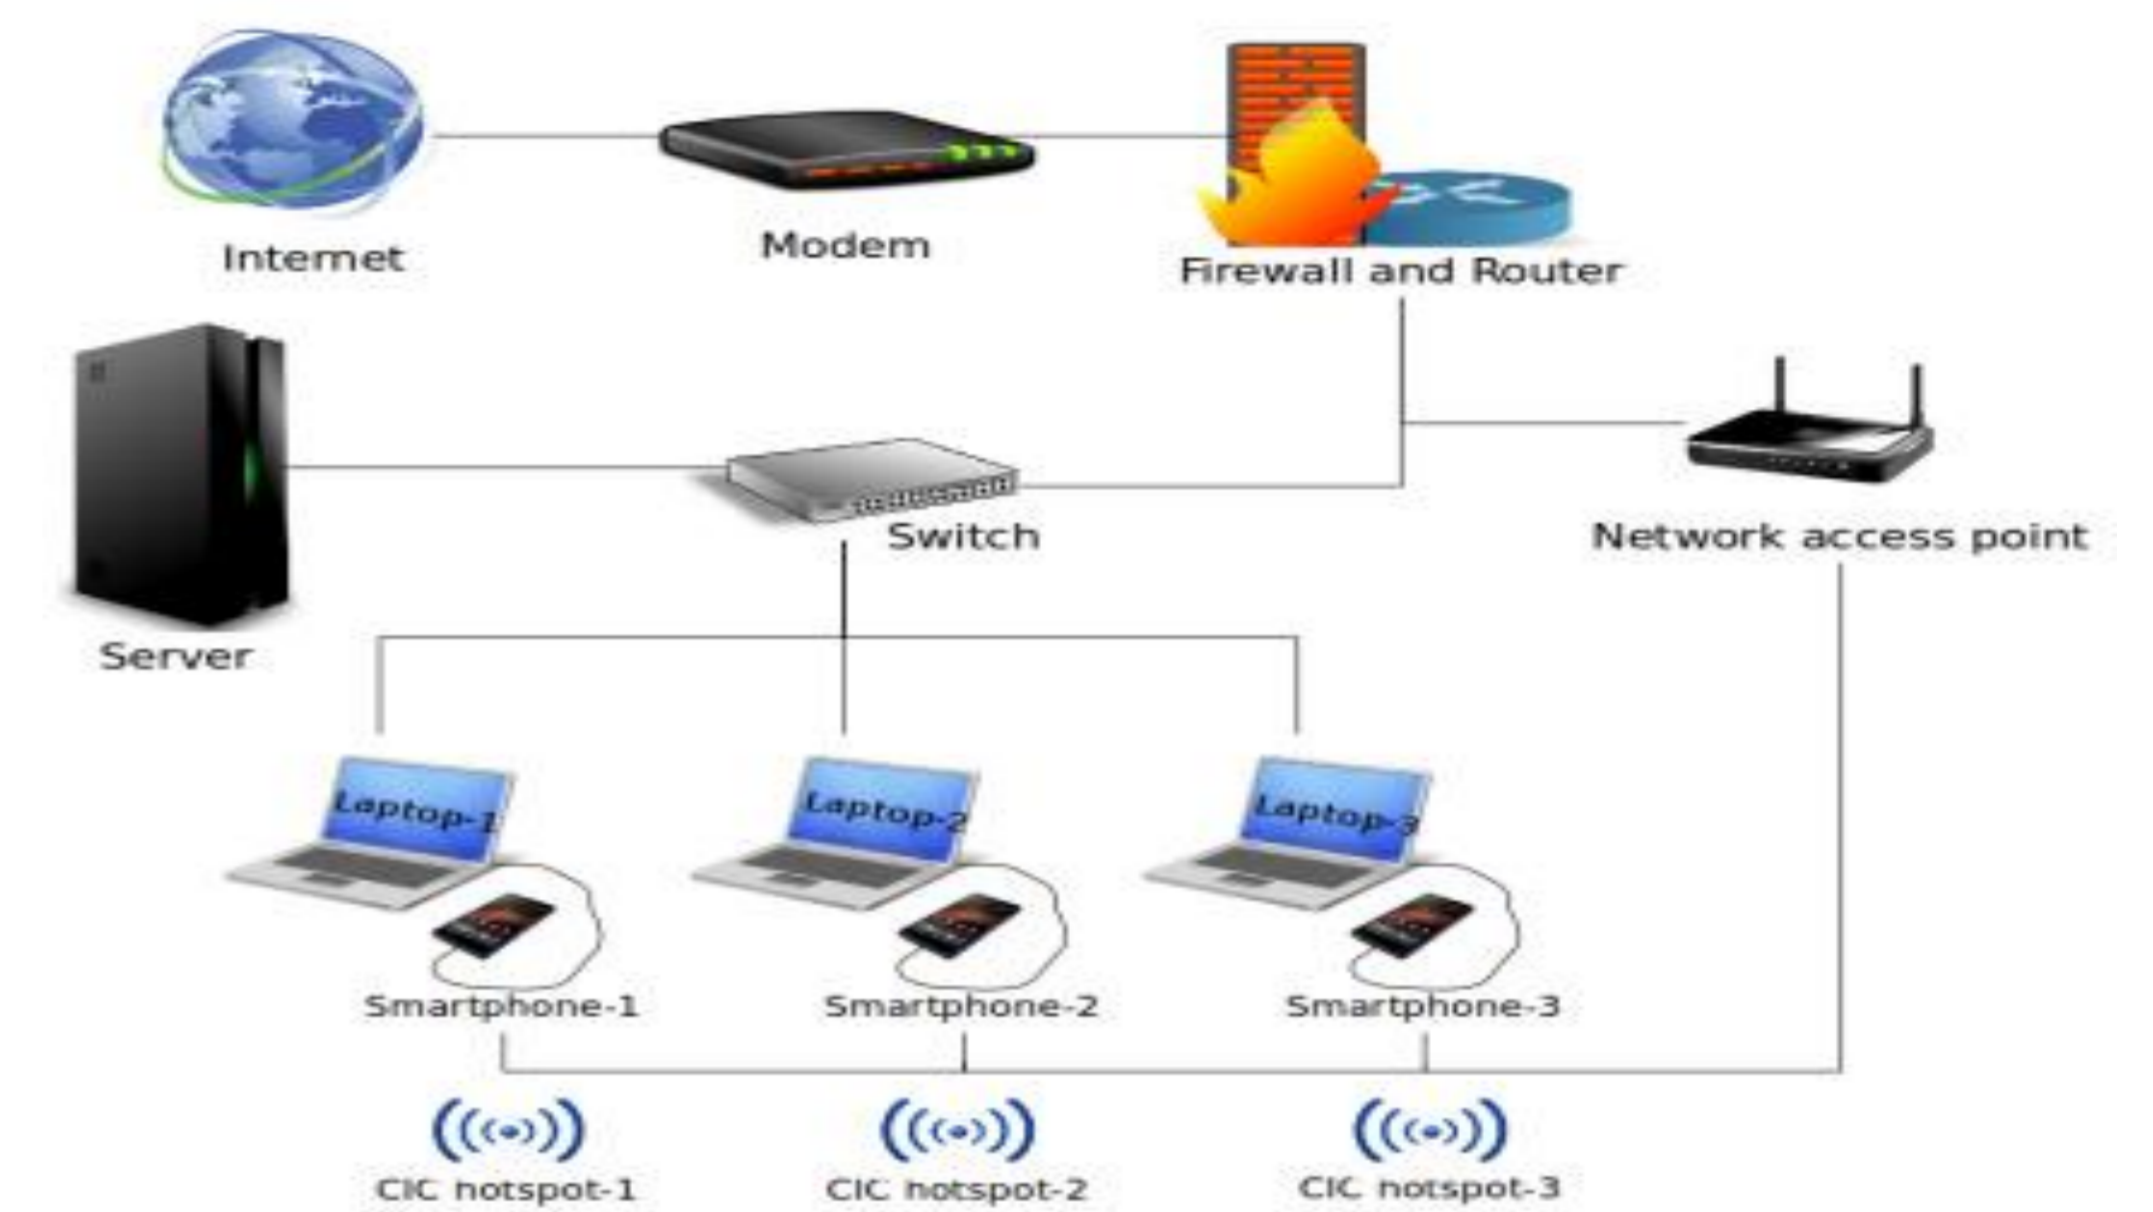 Internet
Modem
Firewall and Router
Server
Switch
Network access point
Laptop-1
Laptop-2
Laptop-3
Smartphone-1
Smartphone-2
Smartphone-3
CIC hotspot-1
CIC hotspot-2
CIC hotspot-3